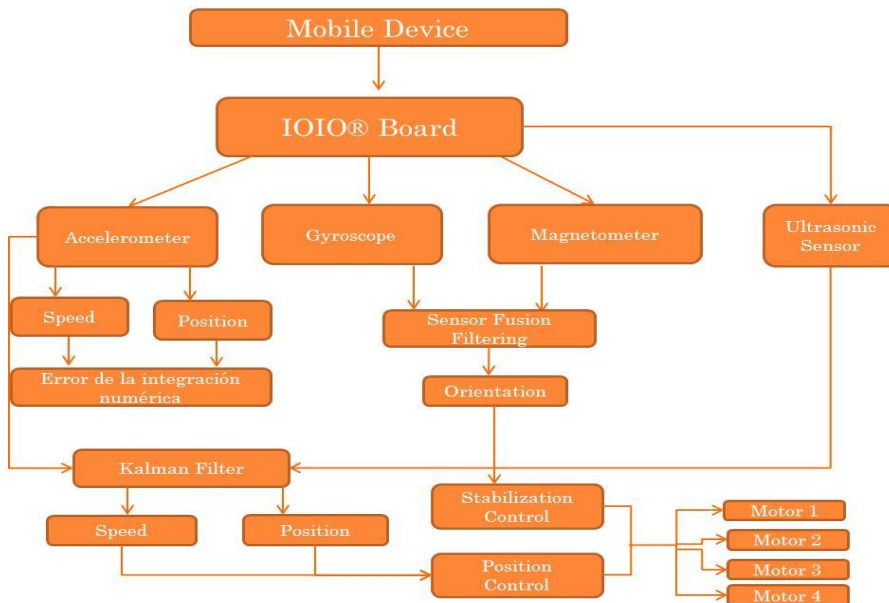 Mobile Device
IOIO® Board
Accelerometer
Gyroscope
Magnetometer
Ultrasonic
Sensor
Speed
Position
Sensor Fusion
Filtering
Error de la integración
numérica
Orientation
Kalman Filter
Stabilization
Control
Speed
Position
Motor 1
Motor 2
Position
Control
Motor 3
Motor 4